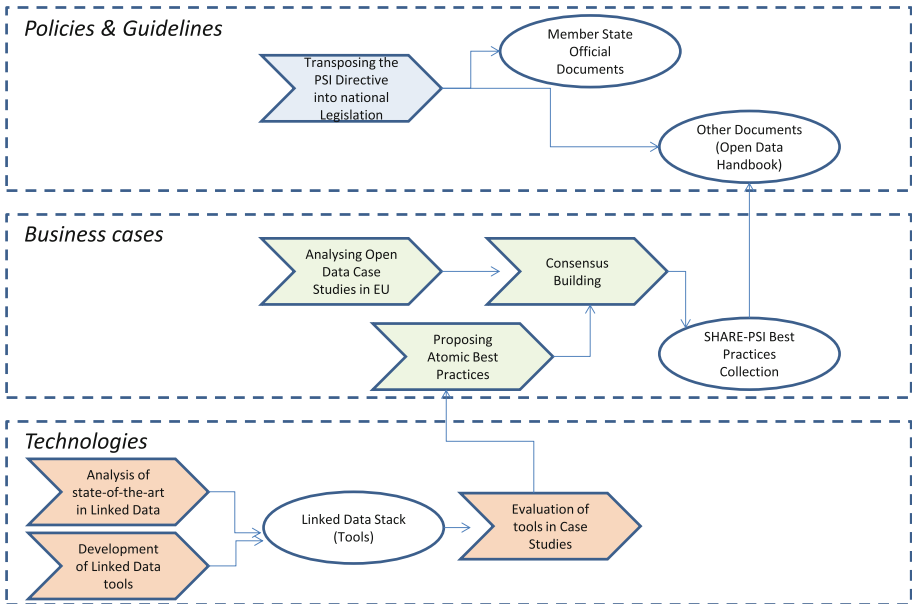 Policies & Guidelines
Transposing the
PSI Directive
into national
Legislation
Member State
Official
Documents
Other Documents
(Open Data
Handbook)
Business cases
Analysing Open
Data Case
Studies in EU
Consensus
Building
Proposing
Atomic Best
Practices
SHARE-PSI Best
Practices
Collection
Technologies
Analysis of
state-of-the-art
in Linked Data
Development
of Linked Data
tools
Linked Data Stack
(Tools)
Evaluation of
tools in Case
Studies